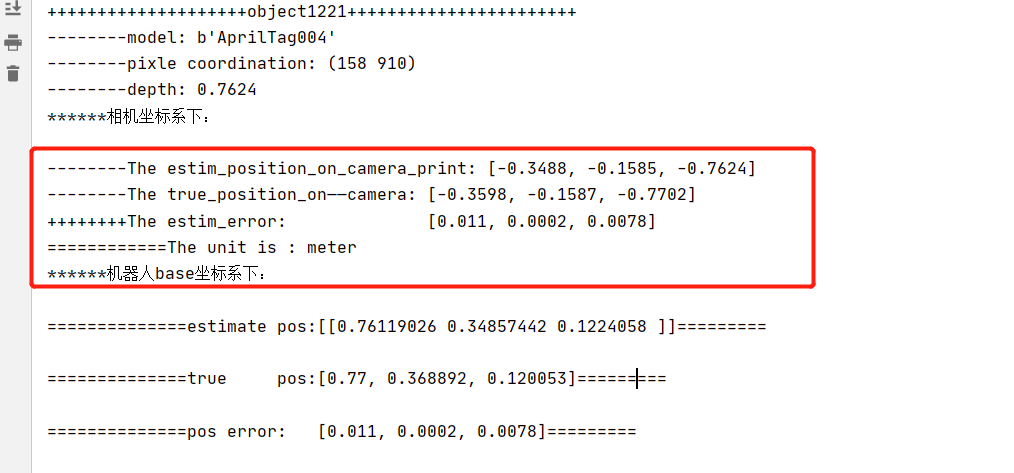 +++++++++++++++++++++object1221+++++++++++++++++++++++
--------model: b'AprilTag004'
--------pixle coordination: (158 910)
--------depth: 0.7624
******相机坐标系下：
--------The estim_position_on_camera_print: [-0.3488, -0.1585, -0.7624]
--------The true_position_on——camera: [-0.3598, -0.1587, -0.7702]
++++++++The estim_error:              [0.011, 0.0002, 0.0078]
============The unit is : meter
******机器人base坐标系下：
==============estimate pos:[[0.76119026 0.34857442 0.1224058 ]]=========
==============true     pos:[0.77, 0.368892, 0.120053]=========
==============pos error:   [0.011, 0.0002, 0.0078]=========